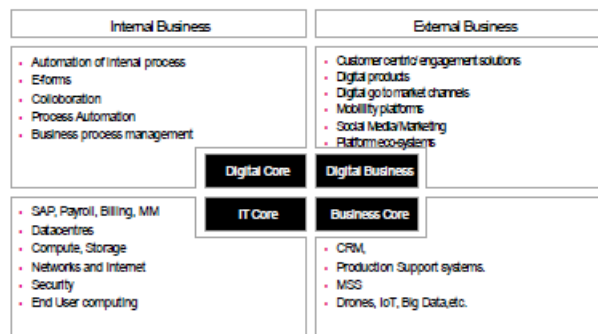 Internal Business
External Business
Automation of Intenal process
E-forms
Colloboration
Process Automation
Business process management
Customer centric/ engagement solutions
Digital products
Digital go to market channels
Mobility platforms
Social Media/Marketing
Platform eco-systems
Digital Core
Digital Business
IT Core
Business Core
SAP, Payroll, Billing, MM
Datacentres
Compute, Storage
Networks and Internet
Security
End User computing
CRM,
Production Support systems.
MSS
Drones, IoT, Big Data,etc.